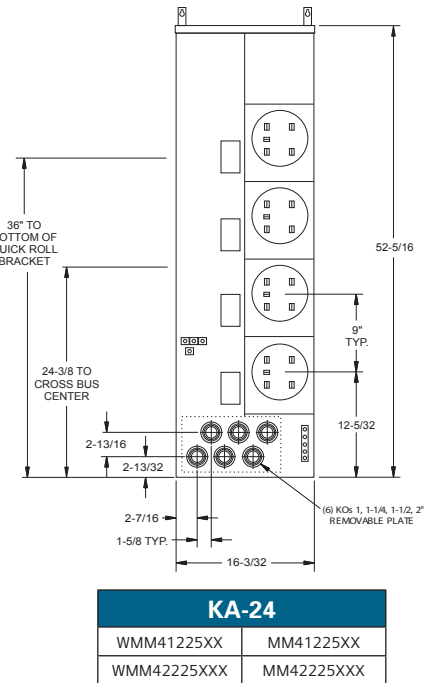 36" TO
OTTOM OF
UICK ROLL
BRACKET
52-5/16
9"
TYP.
24-3/8 TO
CROSS BUS
CENTER
12-5/32
2-13/16
2-13/32
2-7/16
(6) KOs 1, 1-1/4, 1-1/2, 2"
REMOVABLE PLATE
1-5/8 TYP.
16-3/32
KA-24
WMM41225XX MM41225XX
WMM42225XXX MM42225XXX